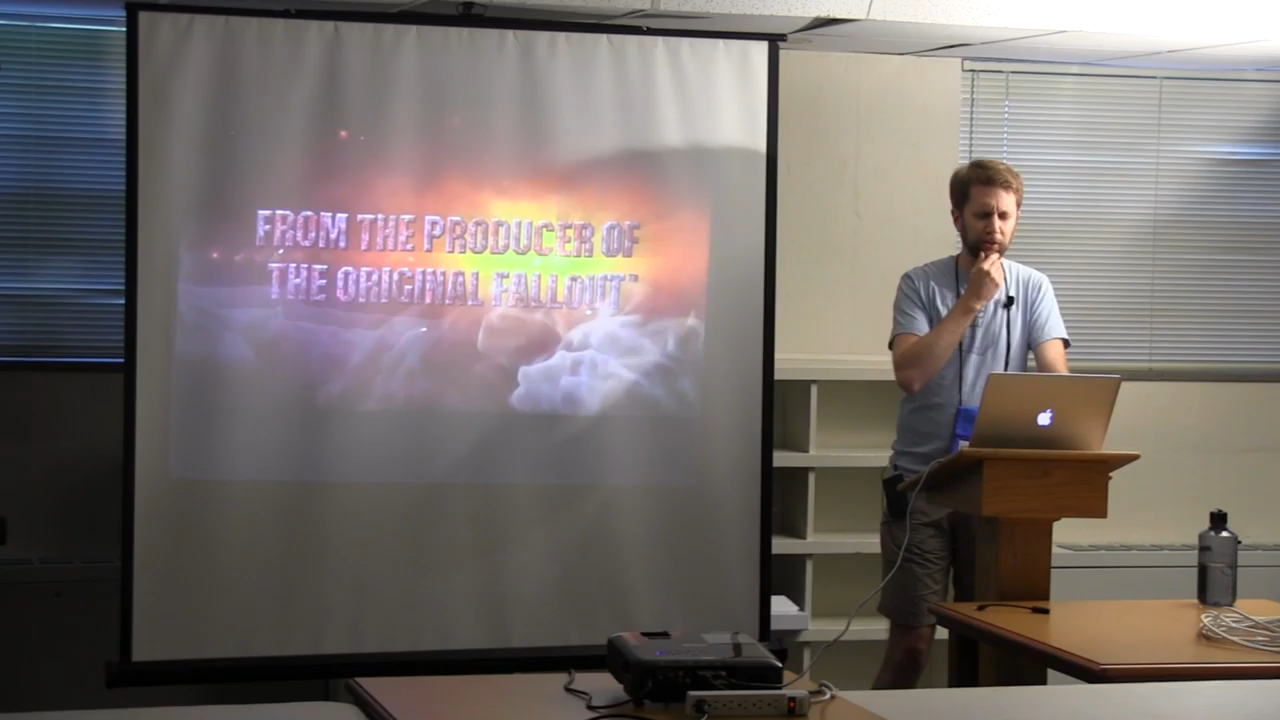 FROM THE PRODUCER OF
THE ORIGINAL FALLOUT™